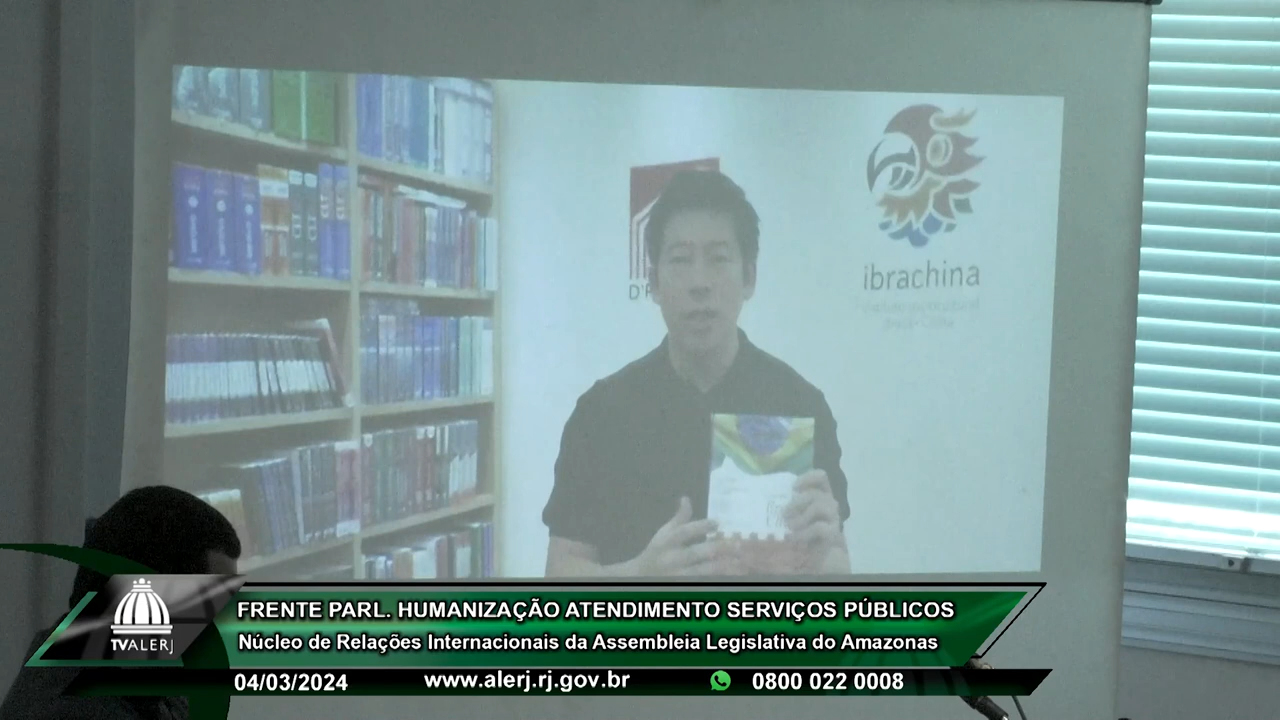 D'P
ibrachina
FRENTE PARL. HUMANIZAÇÃO ATENDIMENTO SERVIÇOS PÚBLICOS
Núcleo de Relações Internacionais da Assembleia Legislativa do Amazonas
TVALERJ
04/03/2024 www.alerj.rj.gov.br 0800 022 0008